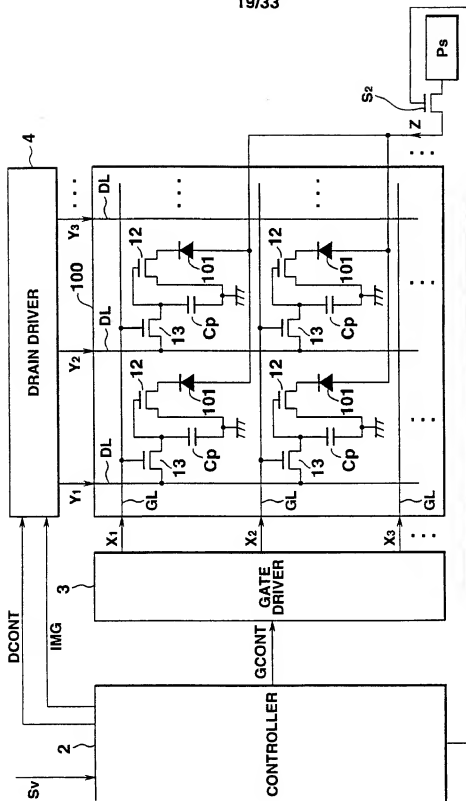 19/33
4
DRAIN DRIVER
DCONT
IMG
100
Y1
DL
Y2
DL
Y3
DL
...
X1
GL
13
12
Cp
101
13
12
Cp
101
...
X2
GL
13
12
Cp
101
13
12
Cp
101
...
X3
GL
...
...
...
...
3
GATE DRIVER
GCONT
2
CONTROLLER
Sv
Z
...
S2
Ps